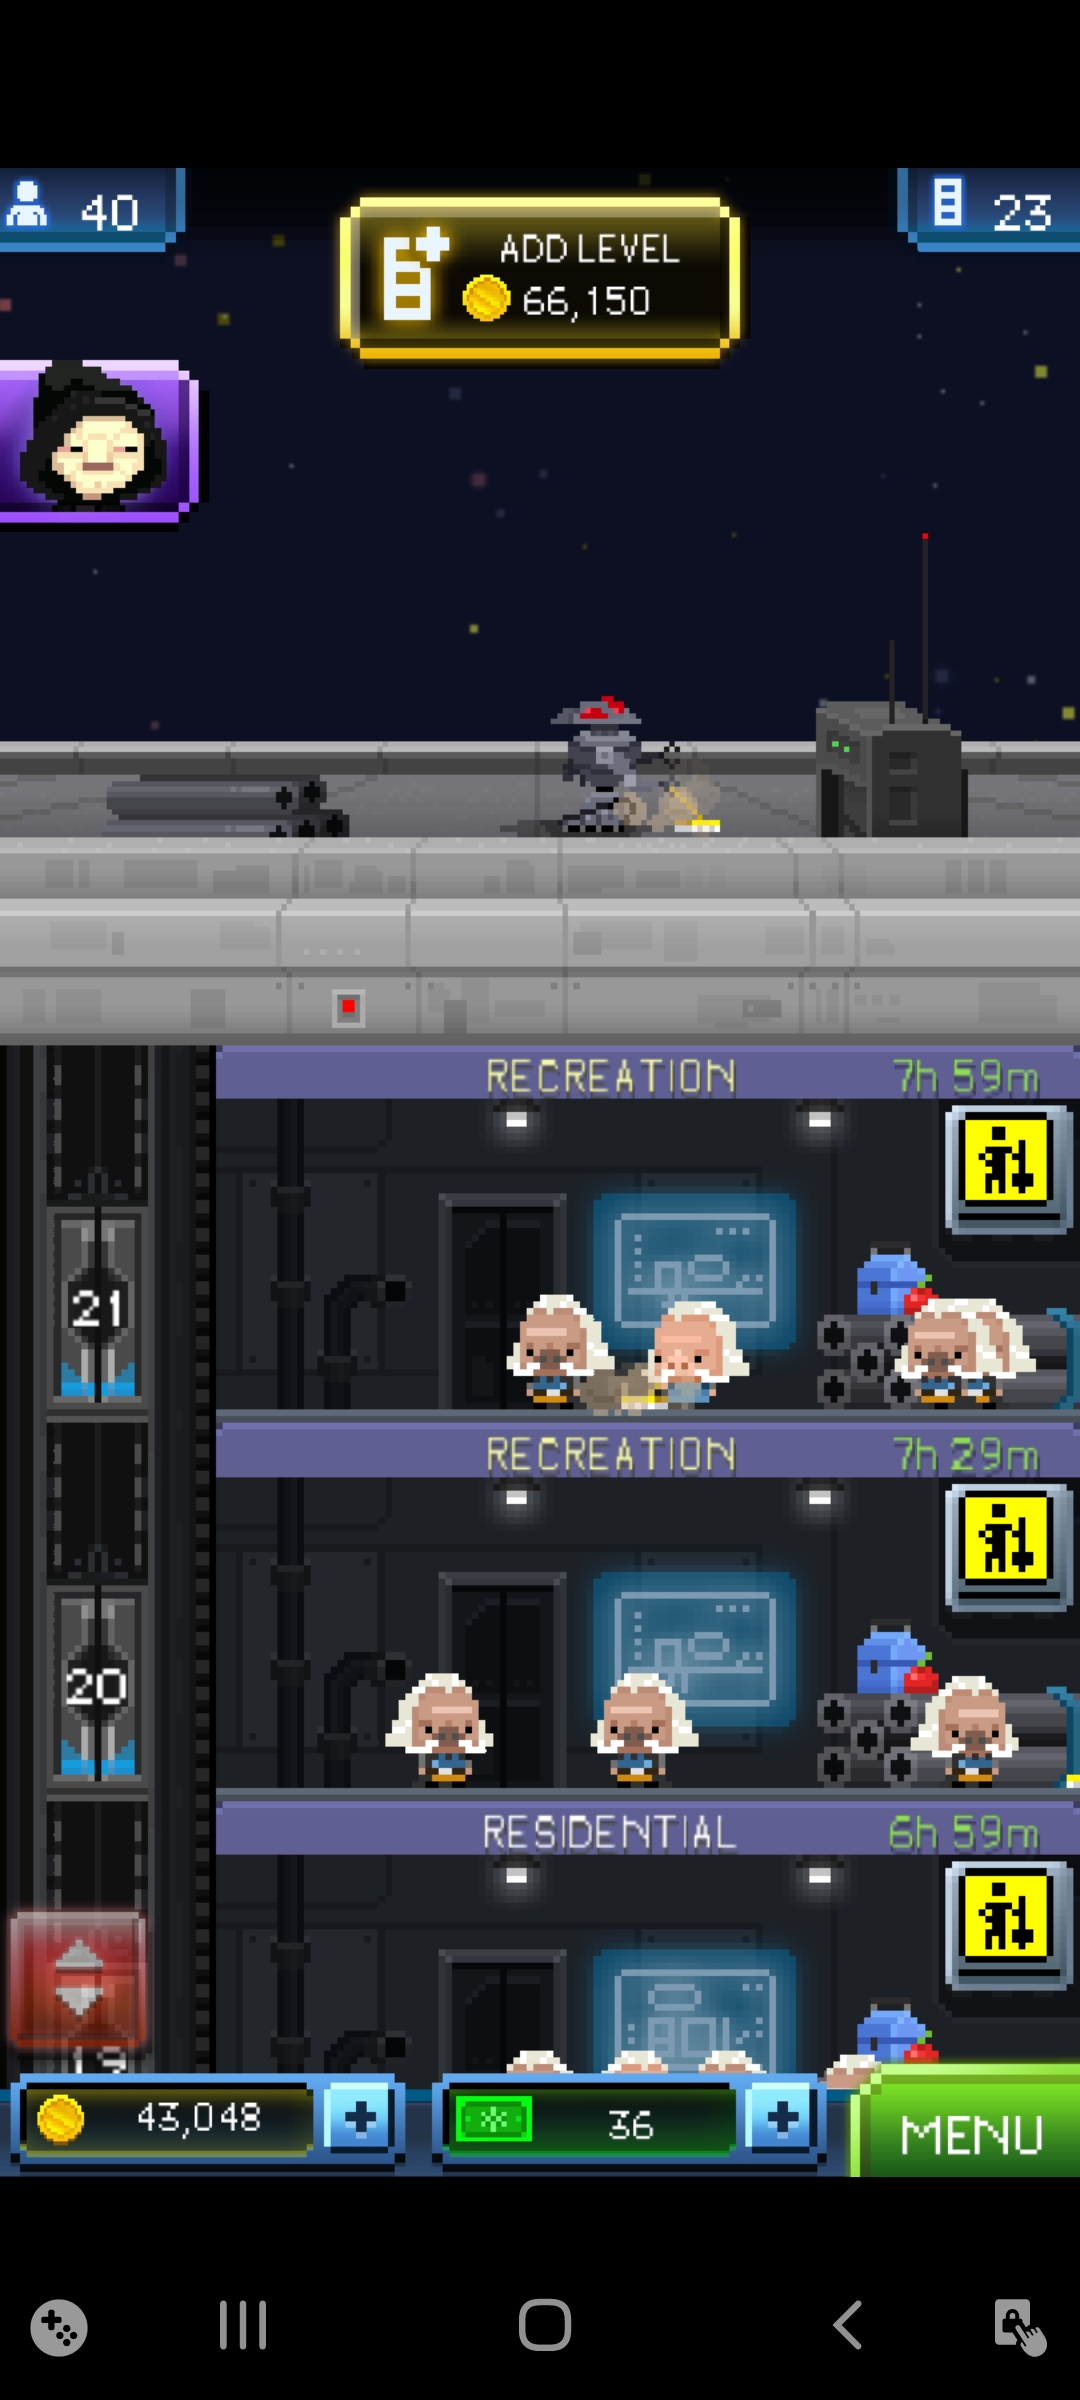 40
ADD LEVEL
66,150
23
RECREATION 7h 59m
21
RECREATION 7h 29m
20
RESIDENTIAL 6h 59m
43,048
36
MENU